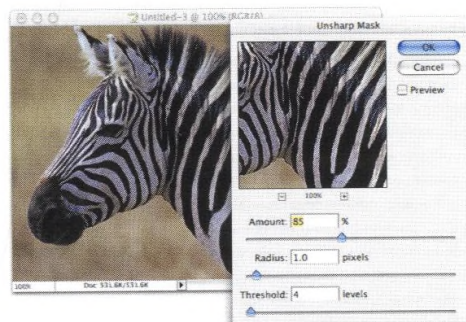 Untitled-3 @ 100% (RGB/8)
Unsharp Mask
OK
Cancel
Preview
100%
Amount: 85 %
Radius: 1.0 pixels
Threshold: 4 levels
100% Doc: 531.6K/531.6K